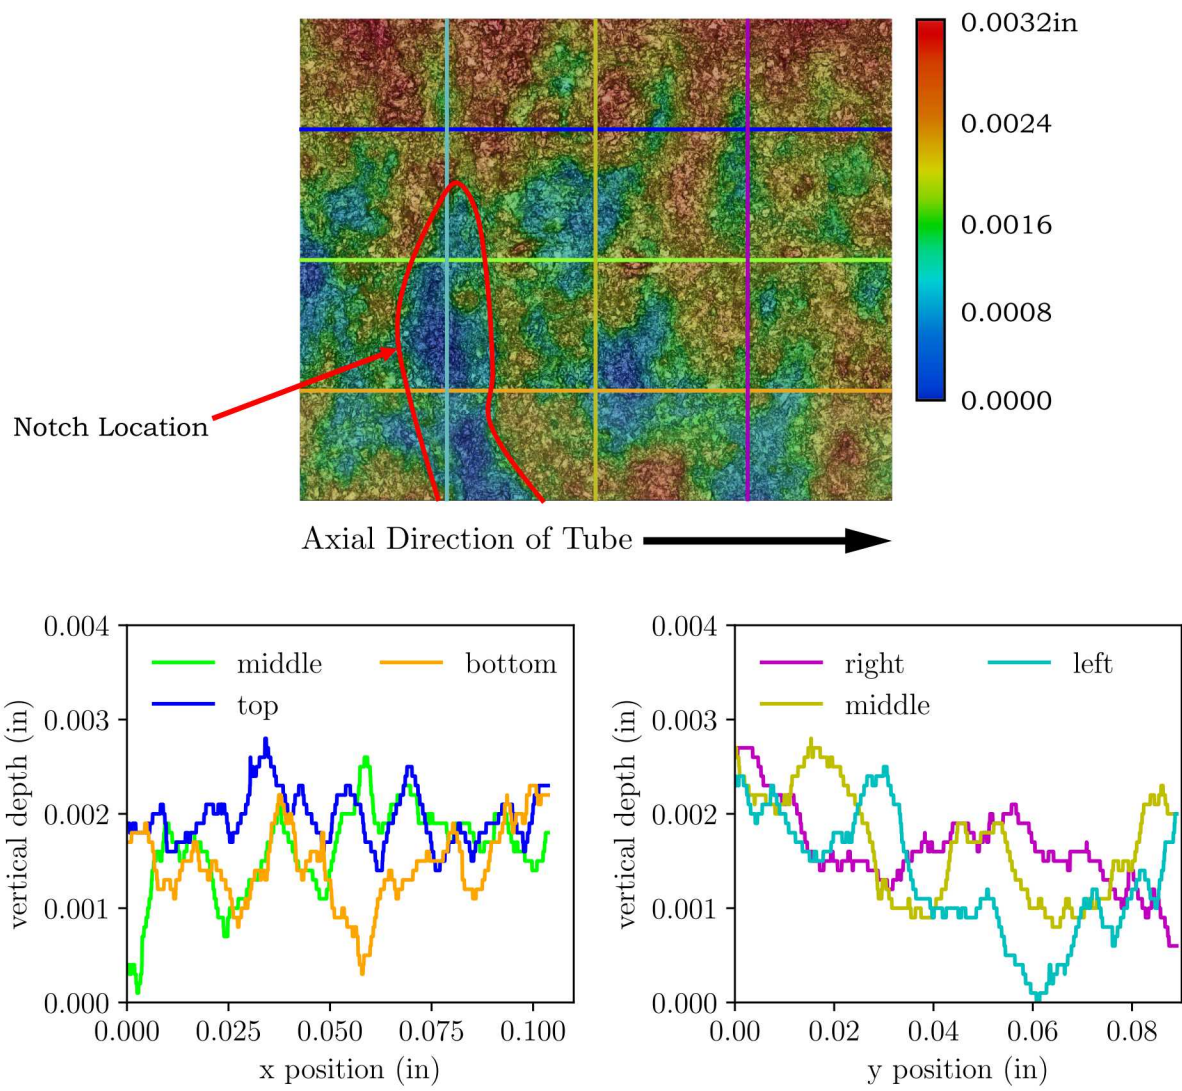 0.0032in
0.0024
0.0016
0.0008
0.0000
Notch Location
Axial Direction of Tube
0.004
0.003
0.002
0.001
0.000
vertical depth (in)
middle
bottom
top
0.000
0.025
0.050
0.075
0.100
x position (in)
0.004
0.003
0.002
0.001
0.000
vertical depth (in)
right
left
middle
0.00
0.02
0.04
0.06
0.08
y position (in)